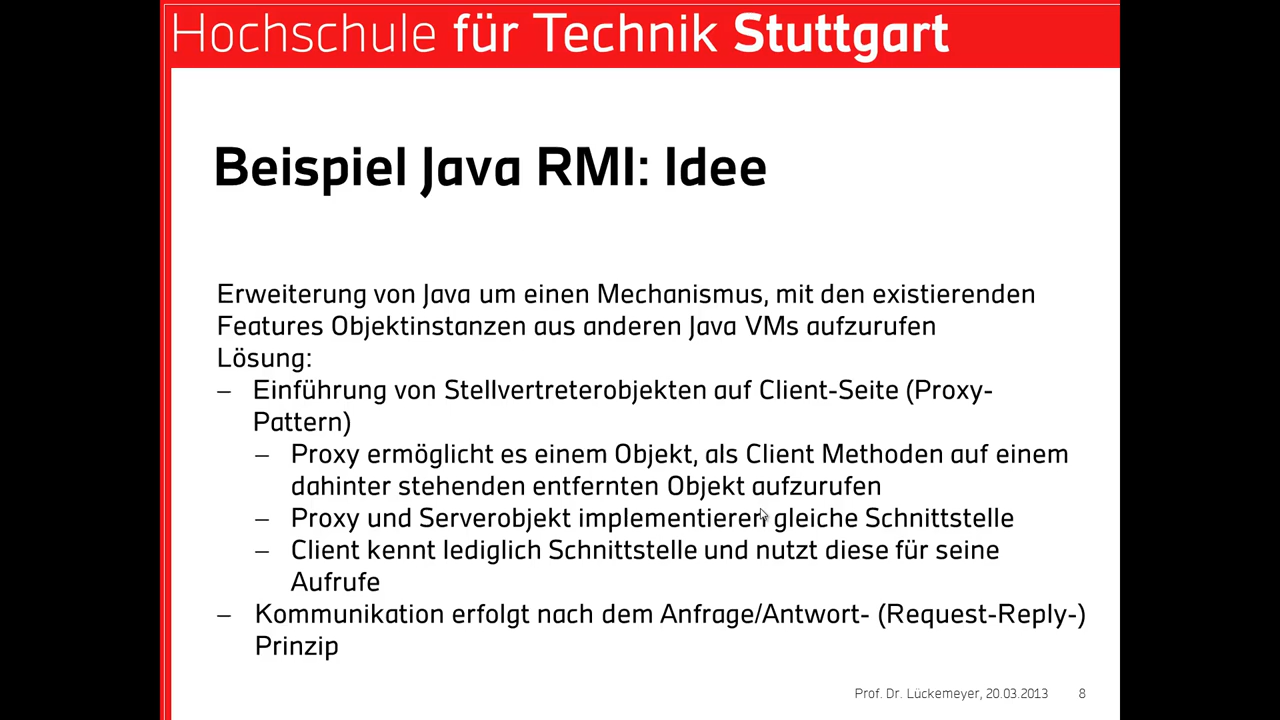 Hochschule für Technik Stuttgart
Beispiel Java RMI: Idee
Erweiterung von Java um einen Mechanismus, mit den existierenden
Features Objektinstanzen aus anderen Java VMs aufzurufen
Lösung:
– Einführung von Stellvertreterobjekten auf Client-Seite (Proxy-
Pattern)
– Proxy ermöglicht es einem Objekt, als Client Methoden auf einem
dahinter stehenden entfernten Objekt aufzurufen
– Proxy und Serverobjekt implementieren gleiche Schnittstelle
– Client kennt lediglich Schnittstelle und nutzt diese für seine
Aufrufe
– Kommunikation erfolgt nach dem Anfrage/Antwort- (Request-Reply-)
Prinzip
Prof. Dr. Lückemeyer, 20.03.2013 8